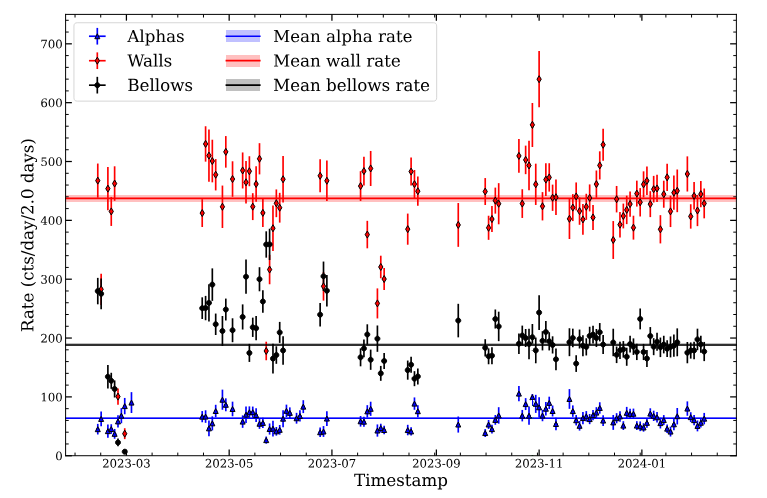 Alphas
Walls
Bellows
Mean alpha rate
Mean wall rate
Mean bellows rate
Rate (cts/day/2.0 days)
700
600
500
400
300
200
100
0
2023-03
2023-05
2023-07
2023-09
2023-11
2024-01
Timestamp